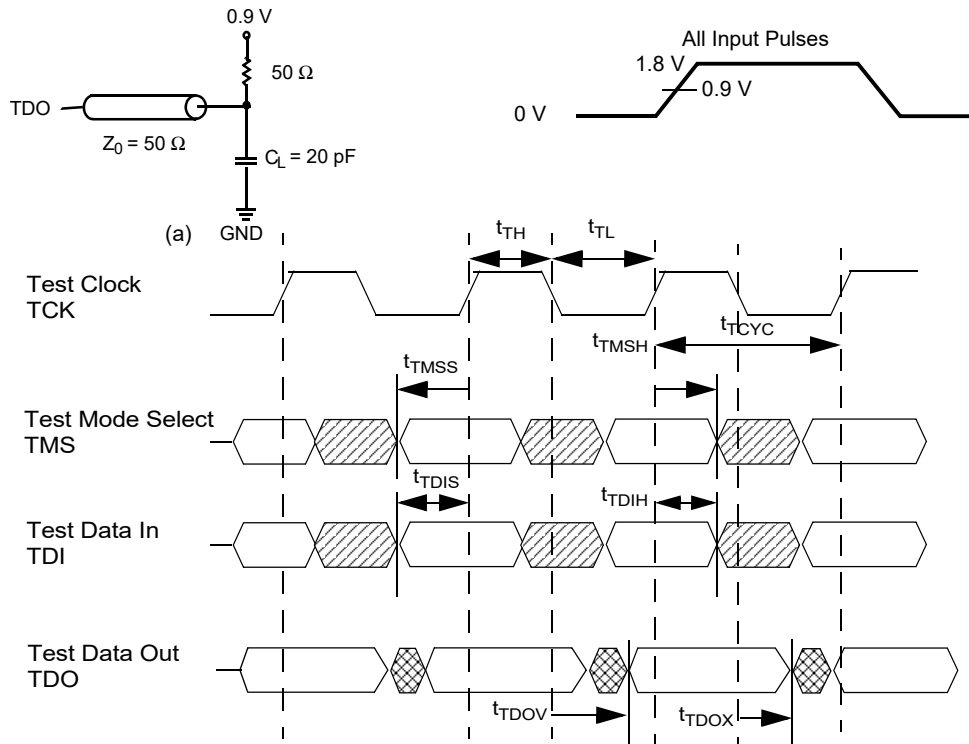 0.9 V
50 Ω
TDO
Z0 = 50 Ω
CL = 20 pF
(a) GND
All Input Pulses
1.8 V
0.9 V
0 V
tTH
tTL
Test Clock
TCK
tTCYC
tTMSH
tTMSS
Test Mode Select
TMS
tTDIS
tTDIH
Test Data In
TDI
Test Data Out
TDO
tTDOV
tTDOX